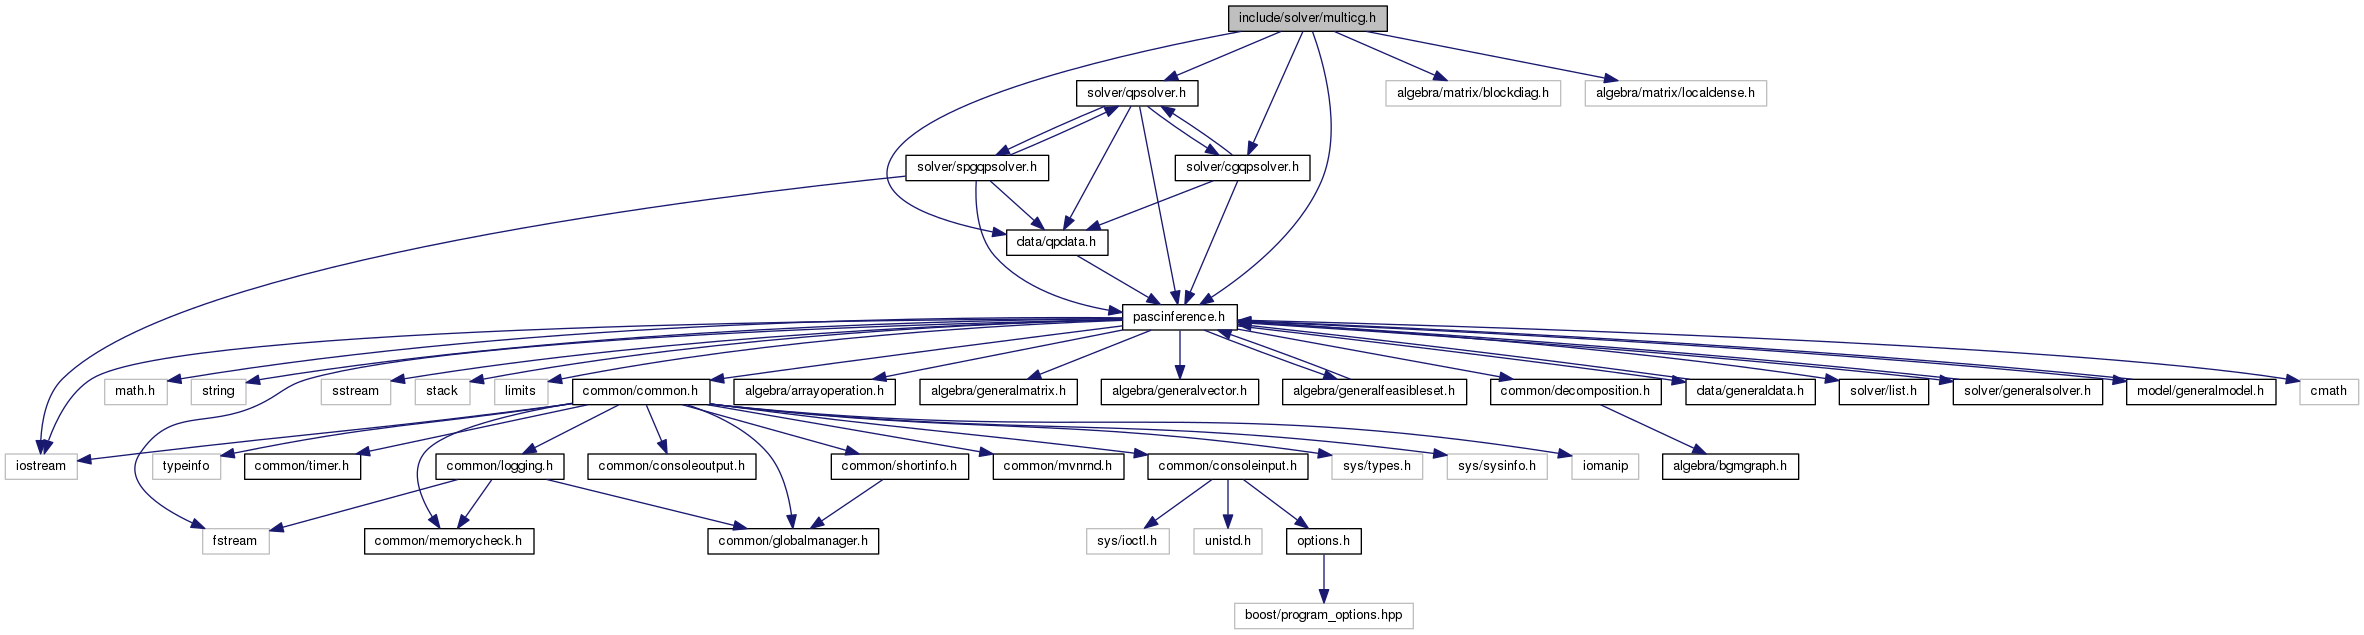 include/solver/multicg.h
solver/qpsolver.h
algebra/matrix/blockdiag.h
algebra/matrix/localdense.h
solver/spgqpsolver.h
solver/cgqpsolver.h
data/qpdata.h
pascinference.h
math.h
string
sstream
stack
limits
common/common.h
algebra/arrayoperation.h
algebra/generalmatrix.h
algebra/generalvector.h
algebra/generalfeasibleset.h
common/decomposition.h
data/generaldata.h
solver/list.h
solver/generalsolver.h
model/generalmodel.h
cmath
iostream
typeinfo
common/timer.h
common/logging.h
common/consoleoutput.h
common/shortinfo.h
common/mvnrnd.h
common/consoleinput.h
sys/types.h
sys/sysinfo.h
iomanip
algebra/bgmgraph.h
fstream
common/memorycheck.h
common/globalmanager.h
sys/ioctl.h
unistd.h
options.h
boost/program_options.hpp